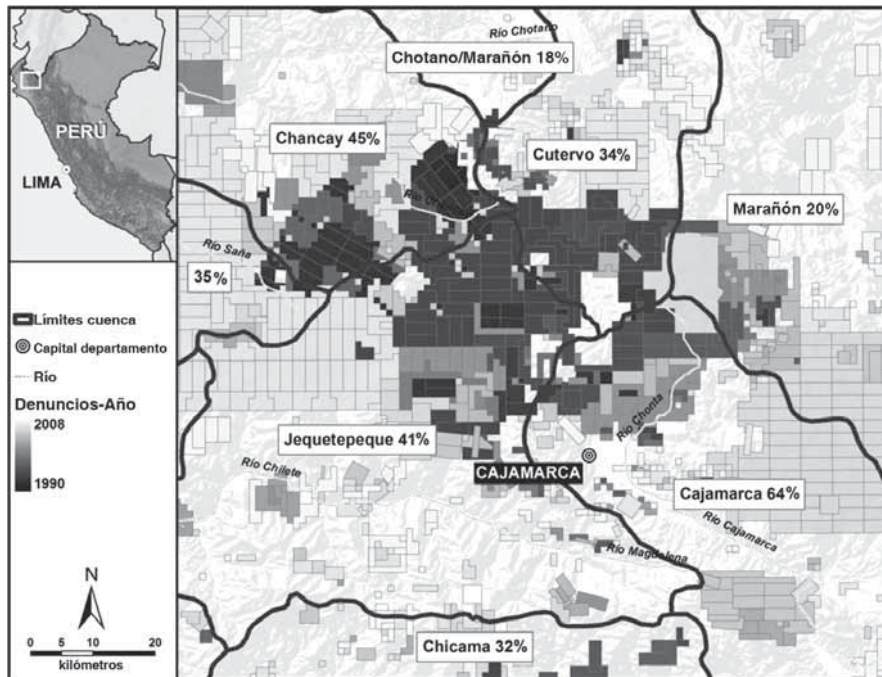 PERÚ
LIMA
Límites cuenca
Capital departamento
Río
Denuncios-Año
2008
1990
N
0 5 10 20
kilómetros
Río Chotano
Chotano/Marañón 18%
Chancay 45%
Cutervo 34%
Marañón 20%
Río Saña
35%
Río Chonta
Jequetepeque 41%
Río Chilete
CAJAMARCA
Cajamarca 64%
Río Cajamarca
Río Magdalena
Chicama 32%